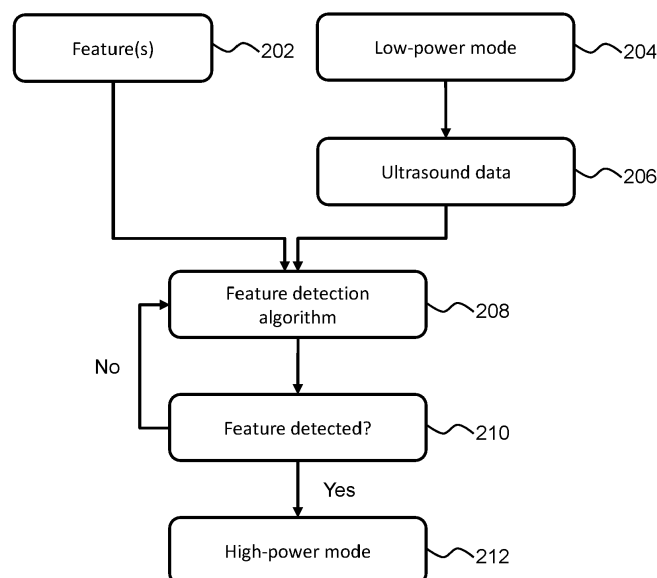 Feature(s)
202
Low-power mode
204
Ultrasound data
206
Feature detection
algorithm
208
No
Feature detected?
210
Yes
High-power mode
212